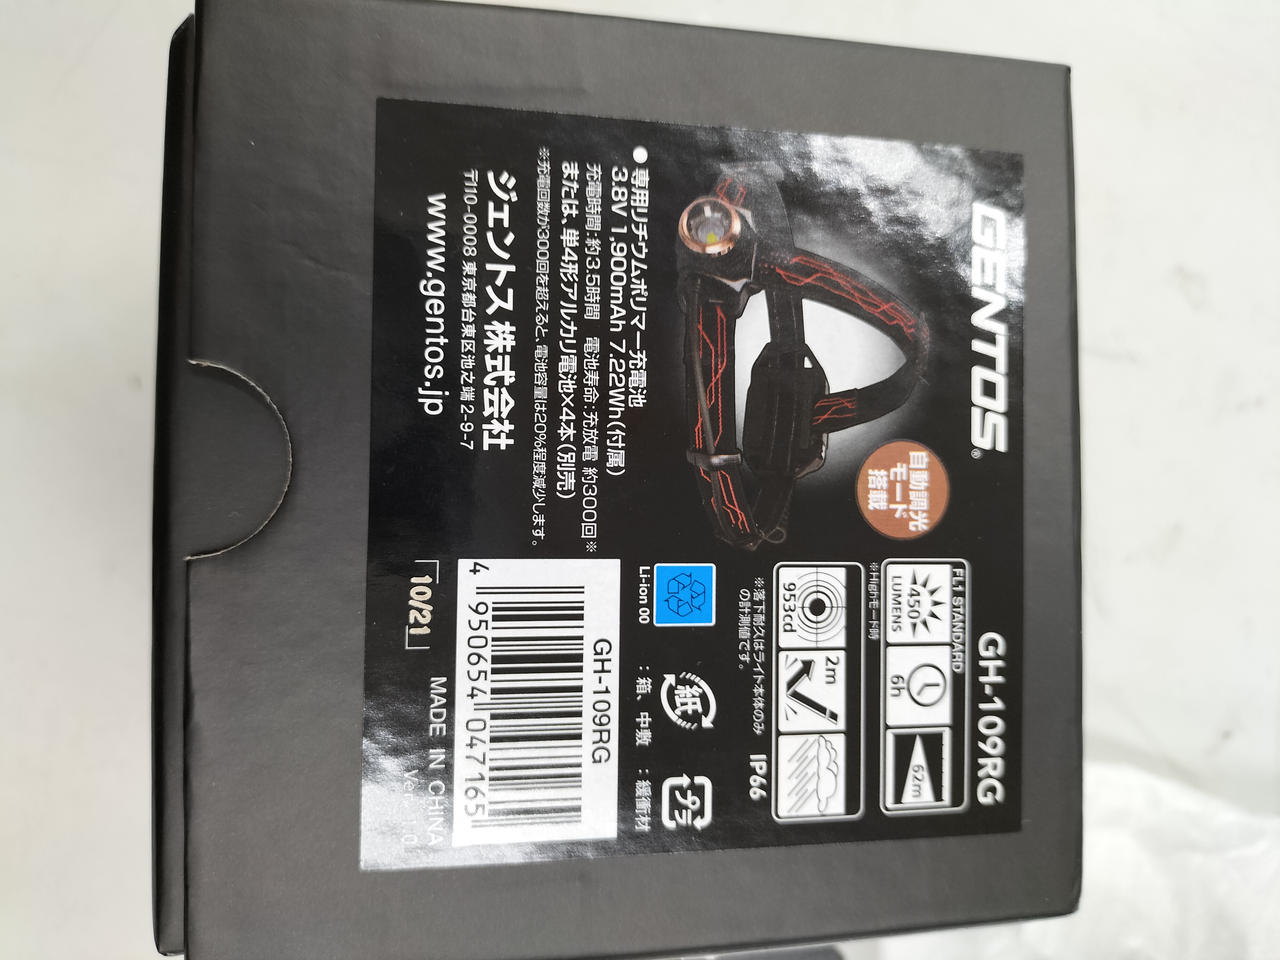 GENTOS®
GH-109RG
自動調光
モード
搭載
FL1 STANDARD
450
LUMENS
6h
62m
※Highモード時
953cd
2m
※落下耐久はライト本体のみ
の計測値です。
IP66
●専用リチウムポリマー充電池
3.8V 1,900mAh 7.22Wh(付属)
充電時間:約3.5時間 電池寿命:充放電 約300回※
または、単4形アルカリ電池×4本(別売)
※充電回数が300回を超えると、電池容量は20%程度減少します。
ジェントス株式会社
〒110-0008 東京都台東区池之端2-9-7
www.gentos.jp
Li-ion 00
紙
:箱、中敷
プラ
:緩衝材
GH-109RG
4 950654 047165
10/21
MADE IN CHINA
Ver. 1.0